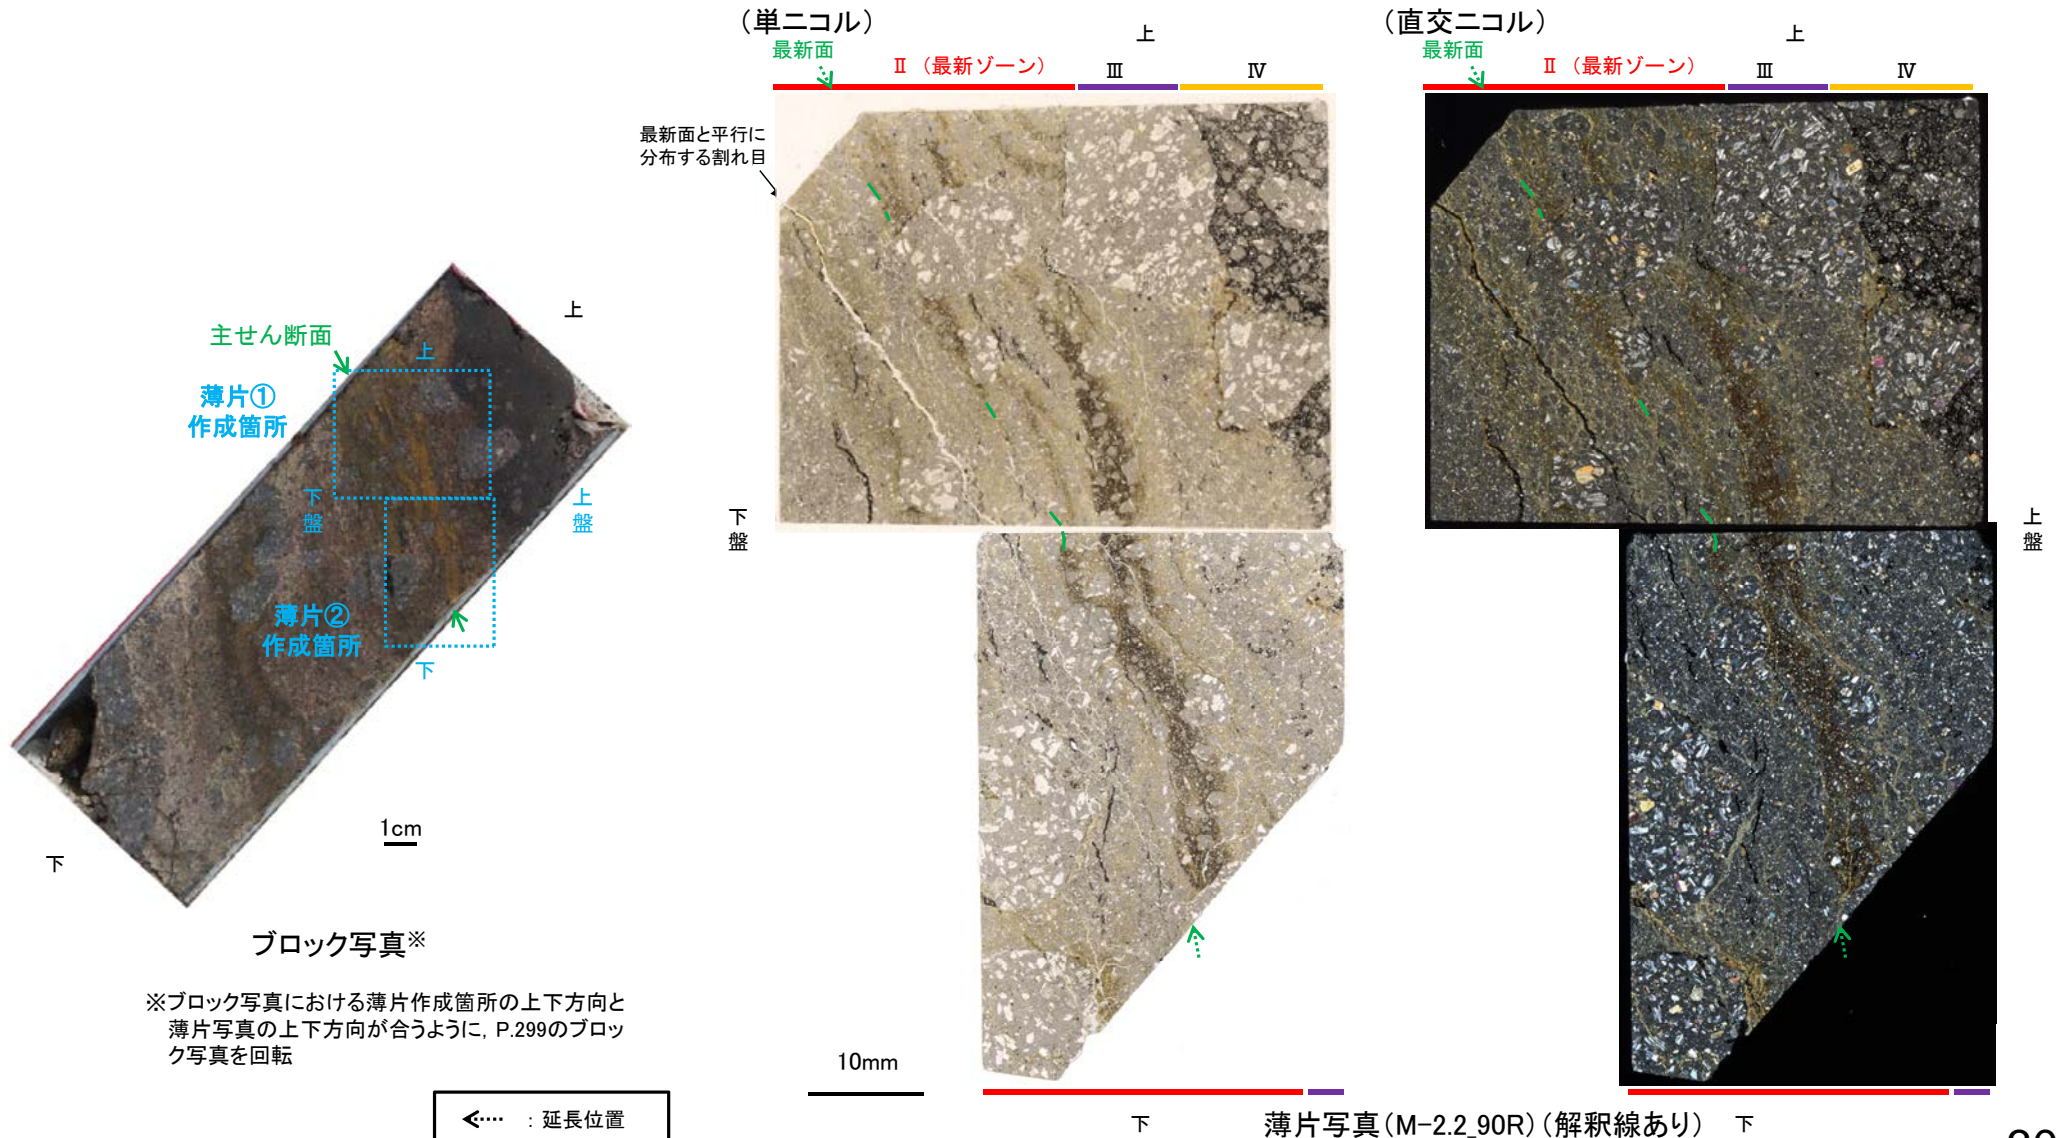 (単ニコル)
上
最新面
Ⅱ (最新ゾーン)
Ⅲ
Ⅳ
(直交ニコル)
上
最新面
Ⅱ (最新ゾーン)
Ⅲ
Ⅳ
最新面と平行に
分布する割れ目
上
主せん断面
上
薄片①
作成箇所
下盤
上盤
薄片②
作成箇所
下
下
1cm
ブロック写真※
※ブロック写真における薄片作成箇所の上下方向と
薄片写真の上下方向が合うように, P.299のブロッ
ク写真を回転
下盤
上盤
10mm
:延長位置
下
薄片写真(M-2.2_90R)(解釈線あり)
下